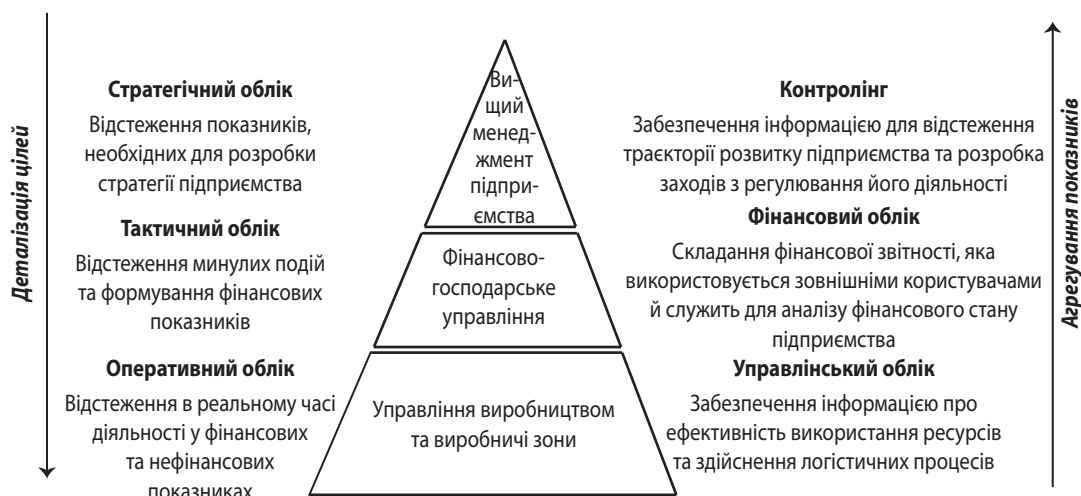 Деталізація цілей
Стратегічний облік
Відстеження показників,
необхідних для розробки
стратегії підприємства
Тактичний облік
Відстеження минулих подій
та формування фінансових
показників
Оперативний облік
Відстеження в реальному часі
діяльності у фінансових
та нефінансових
показниках
Ви-
щий
менед-
жмент
підпри-
ємства
Фінансово-
господарське
управління
Управління виробництвом
та виробничі зони
Контролінг
Забезпечення інформацією для відстеження
траєкторії розвитку підприємства та розробка
заходів з регулювання його діяльності
Фінансовий облік
Складання фінансової звітності, яка
використовується зовнішніми користувачами
й служить для аналізу фінансового стану
підприємства
Управлінський облік
Забезпечення інформацією про
ефективність використання ресурсів
та здійснення логістичних процесів
Агрегування показників